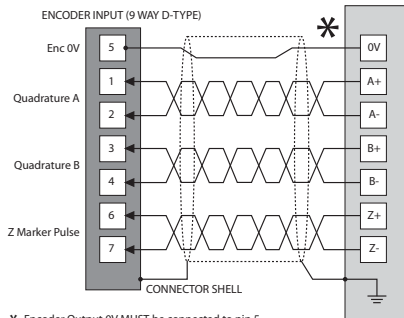 ENCODER INPUT (9 WAY D-TYPE)
*
Enc 0V 5 0V
Quadrature A
1 A+
2 A-
Quadrature B
3 B+
4 B-
Z Marker Pulse
6 Z+
7 Z-
CONNECTOR SHELL
* Encoder Output 0V MUST be connected to pin 5